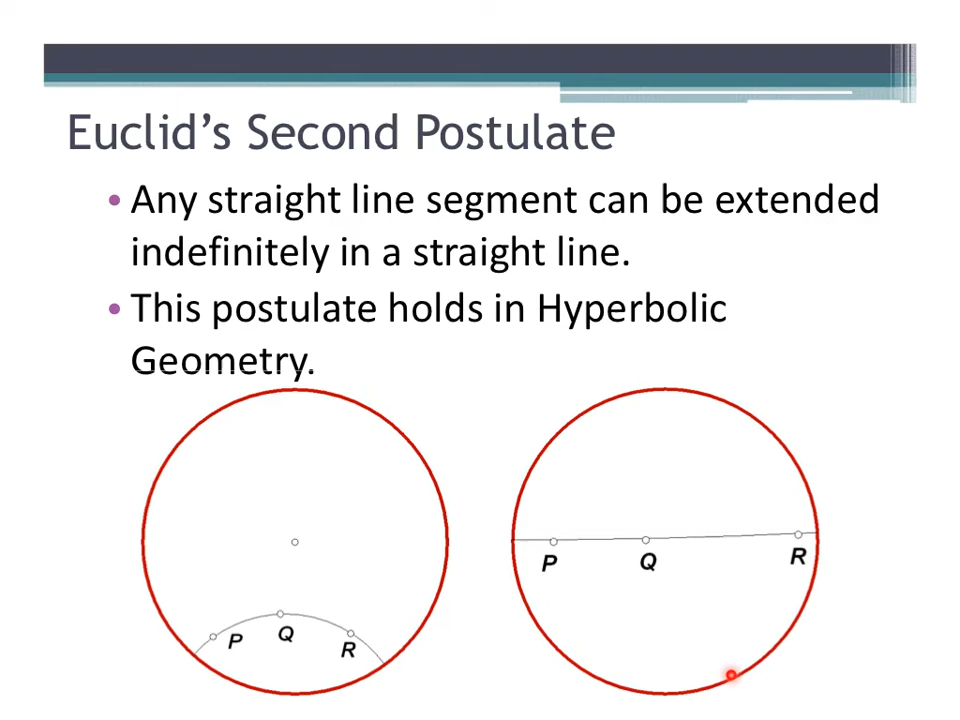 Euclid’s Second Postulate
• Any straight line segment can be extended
indefinitely in a straight line.
• This postulate holds in Hyperbolic
Geometry.
P Q R
P Q R